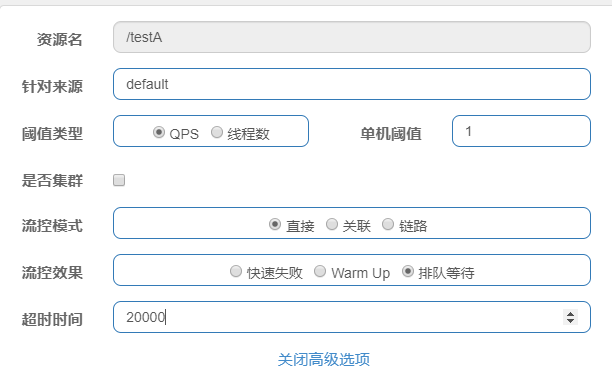 资源名 /testA
针对来源 default
阈值类型 QPS 线程数 单机阈值 1
是否集群
流控模式 直接 关联 链路
流控效果 快速失败 Warm Up 排队等待
超时时间 20000
关闭高级选项